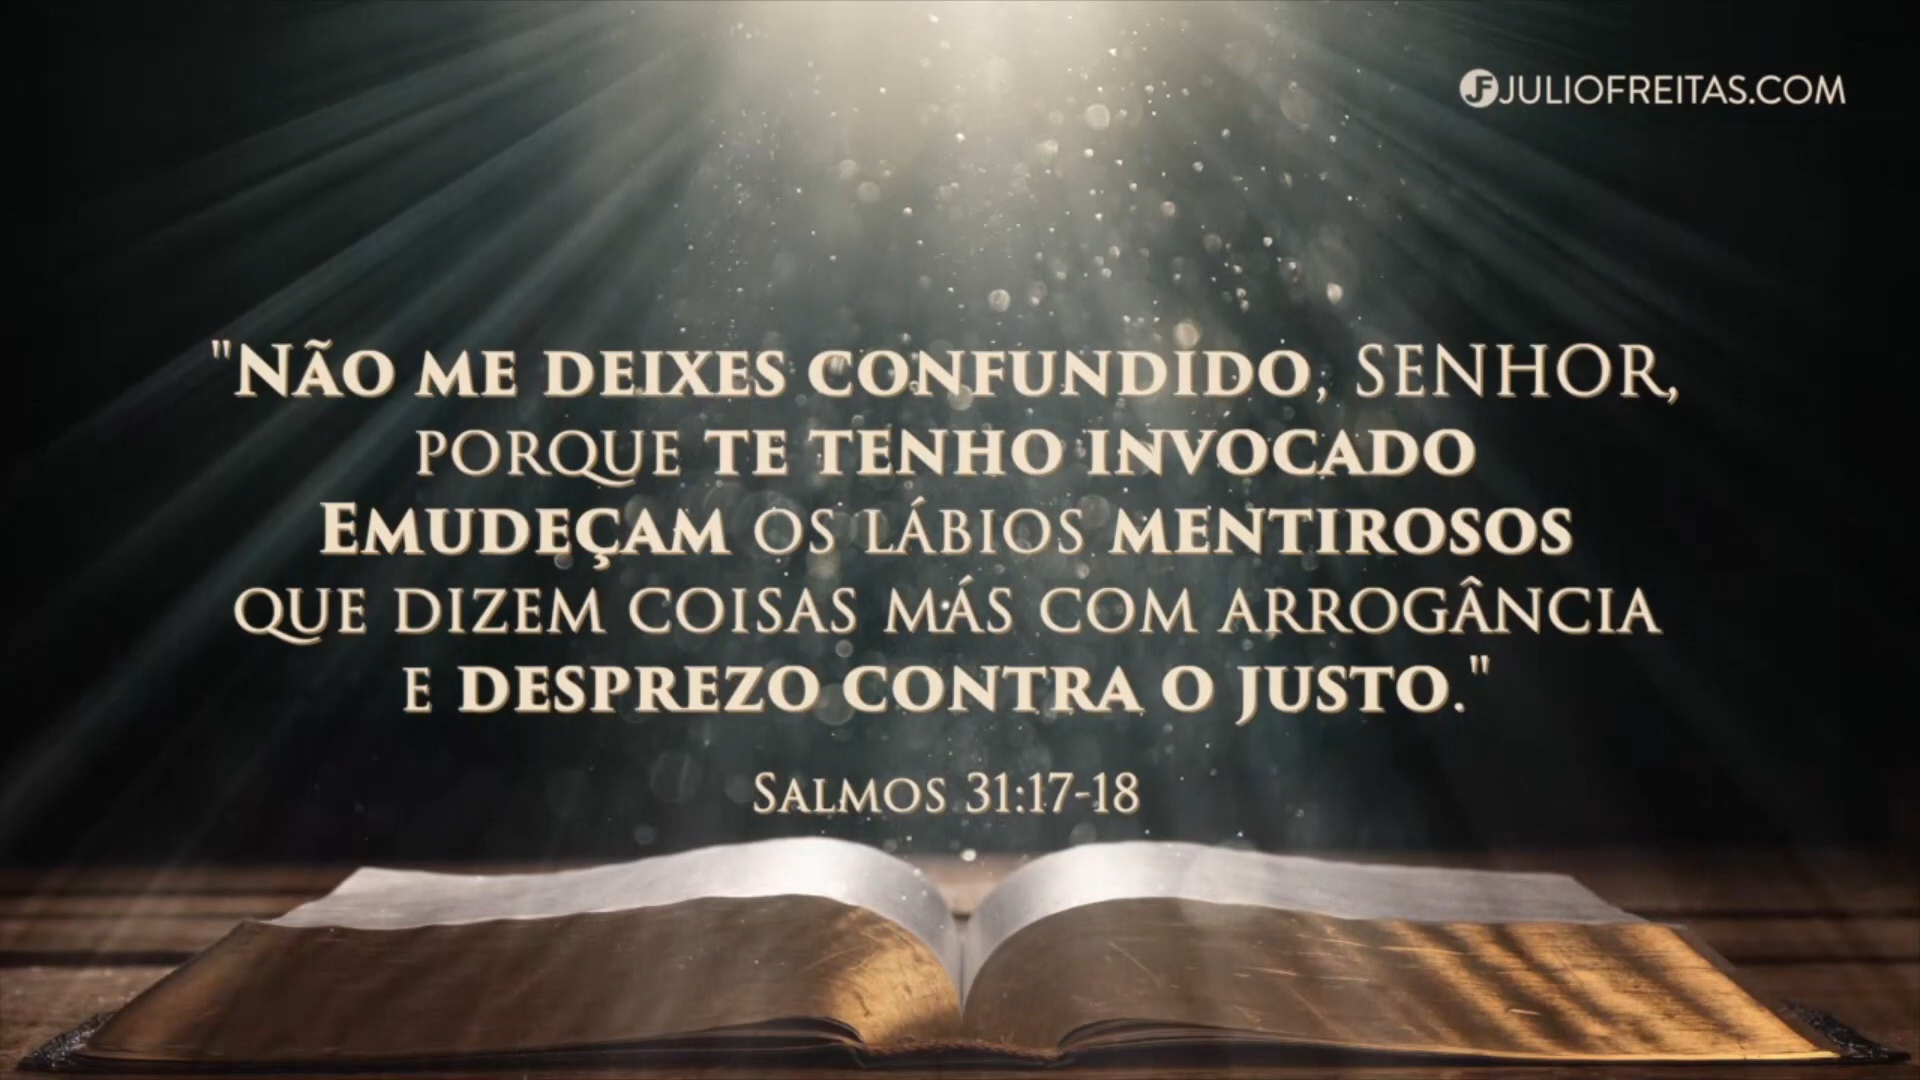 JF JULIOFREITAS.COM
"NÃO ME DEIXES CONFUNDIDO, SENHOR,
PORQUE TE TENHO INVOCADO
EMUDEÇAM OS LÁBIOS MENTIROSOS
QUE DIZEM COISAS MÁS COM ARROGÂNCIA
E DESPREZO CONTRA O JUSTO."
SALMOS 31:17-18